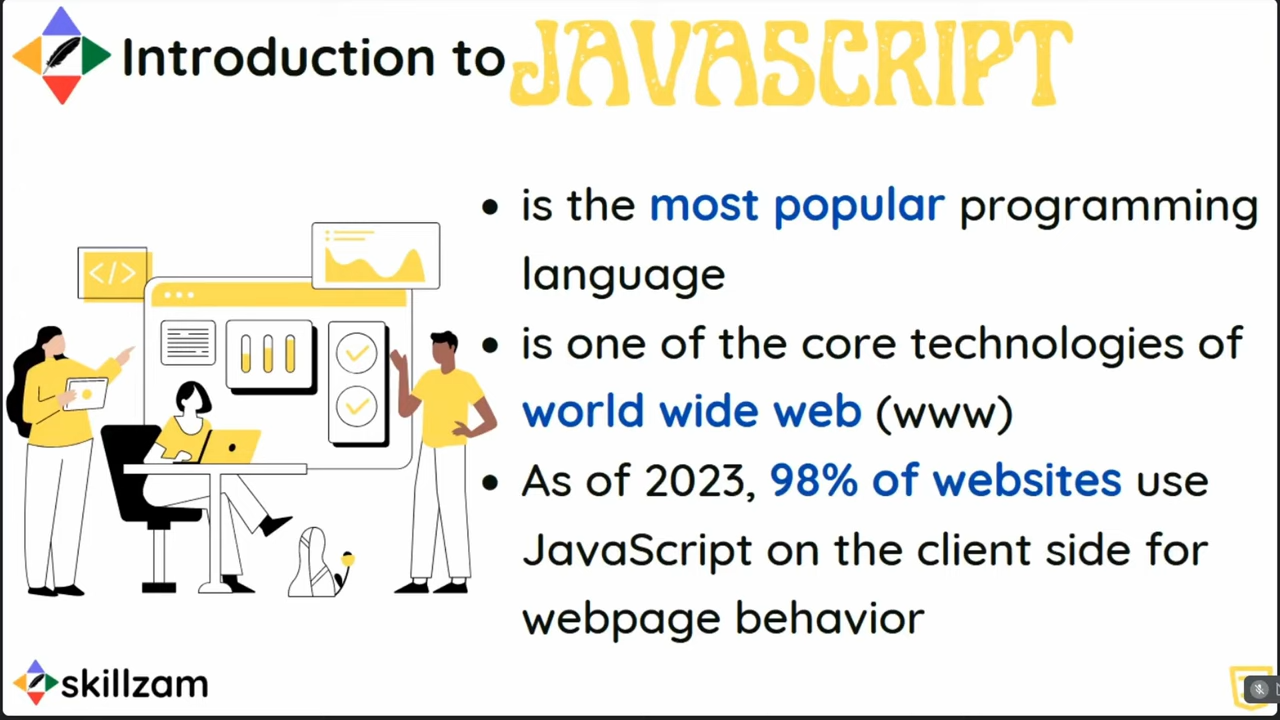 Introduction to JAVASCRIPT
• is the most popular programming
language
• is one of the core technologies of
world wide web (www)
• As of 2023, 98% of websites use
JavaScript on the client side for
webpage behavior
</>
skillzam